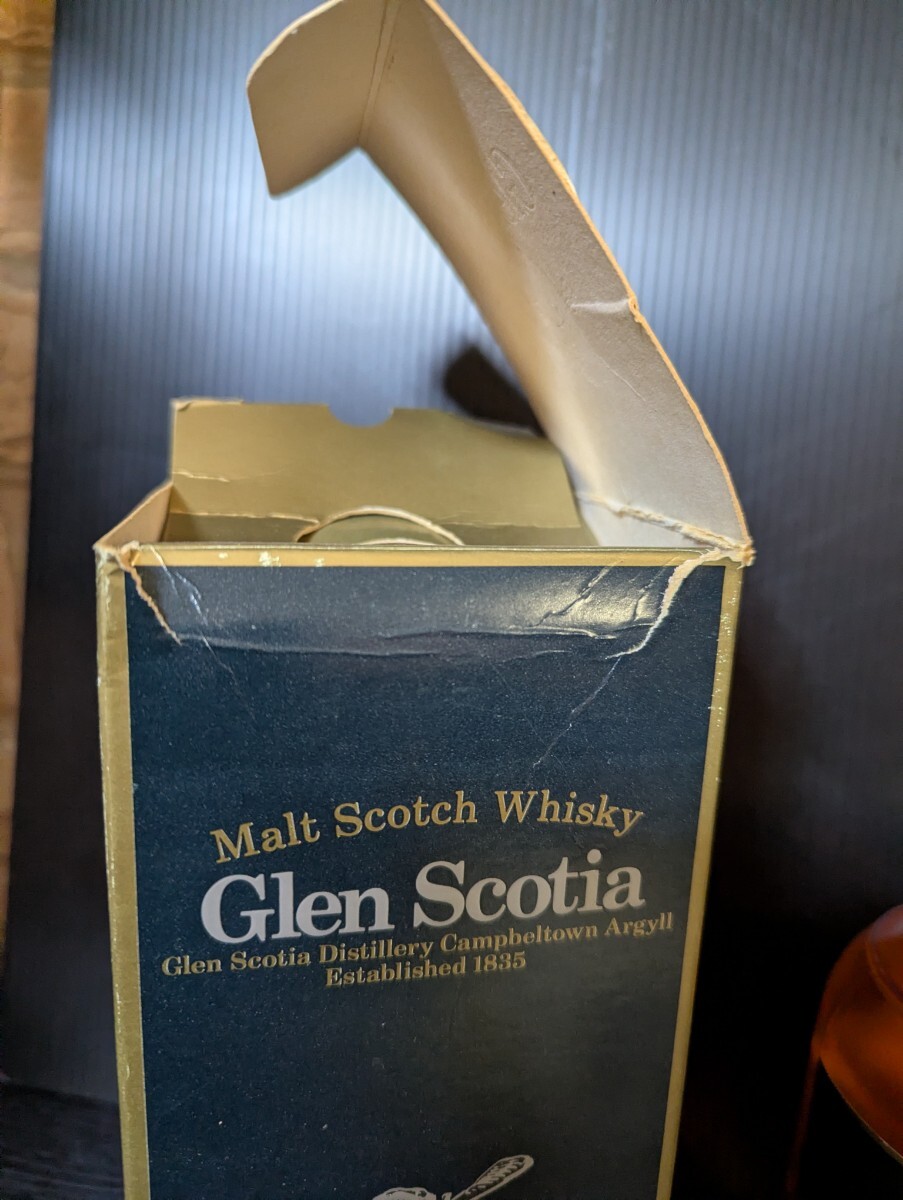 Malt Scotch Whisky
Glen Scotia
Glen Scotia Distillery Campbeltown Argyll
Established 1835